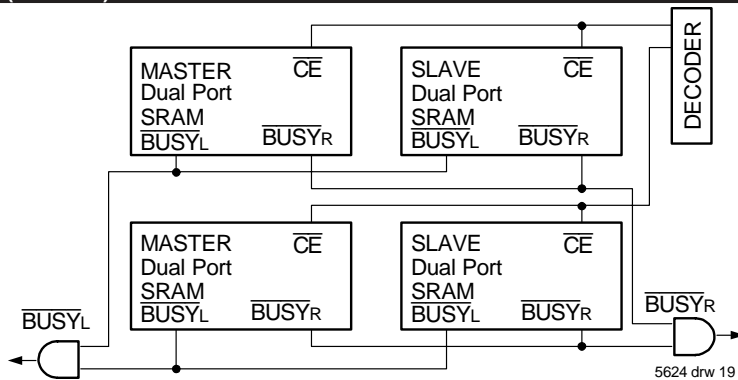 MASTER
Dual Port
SRAM
BUSYL
CE
BUSYR
SLAVE
Dual Port
SRAM
BUSYL
CE
BUSYR
DECODER
MASTER
Dual Port
SRAM
BUSYL
CE
BUSYR
SLAVE
Dual Port
SRAM
BUSYL
CE
BUSYR
BUSYL
BUSYR
5624 drw 19